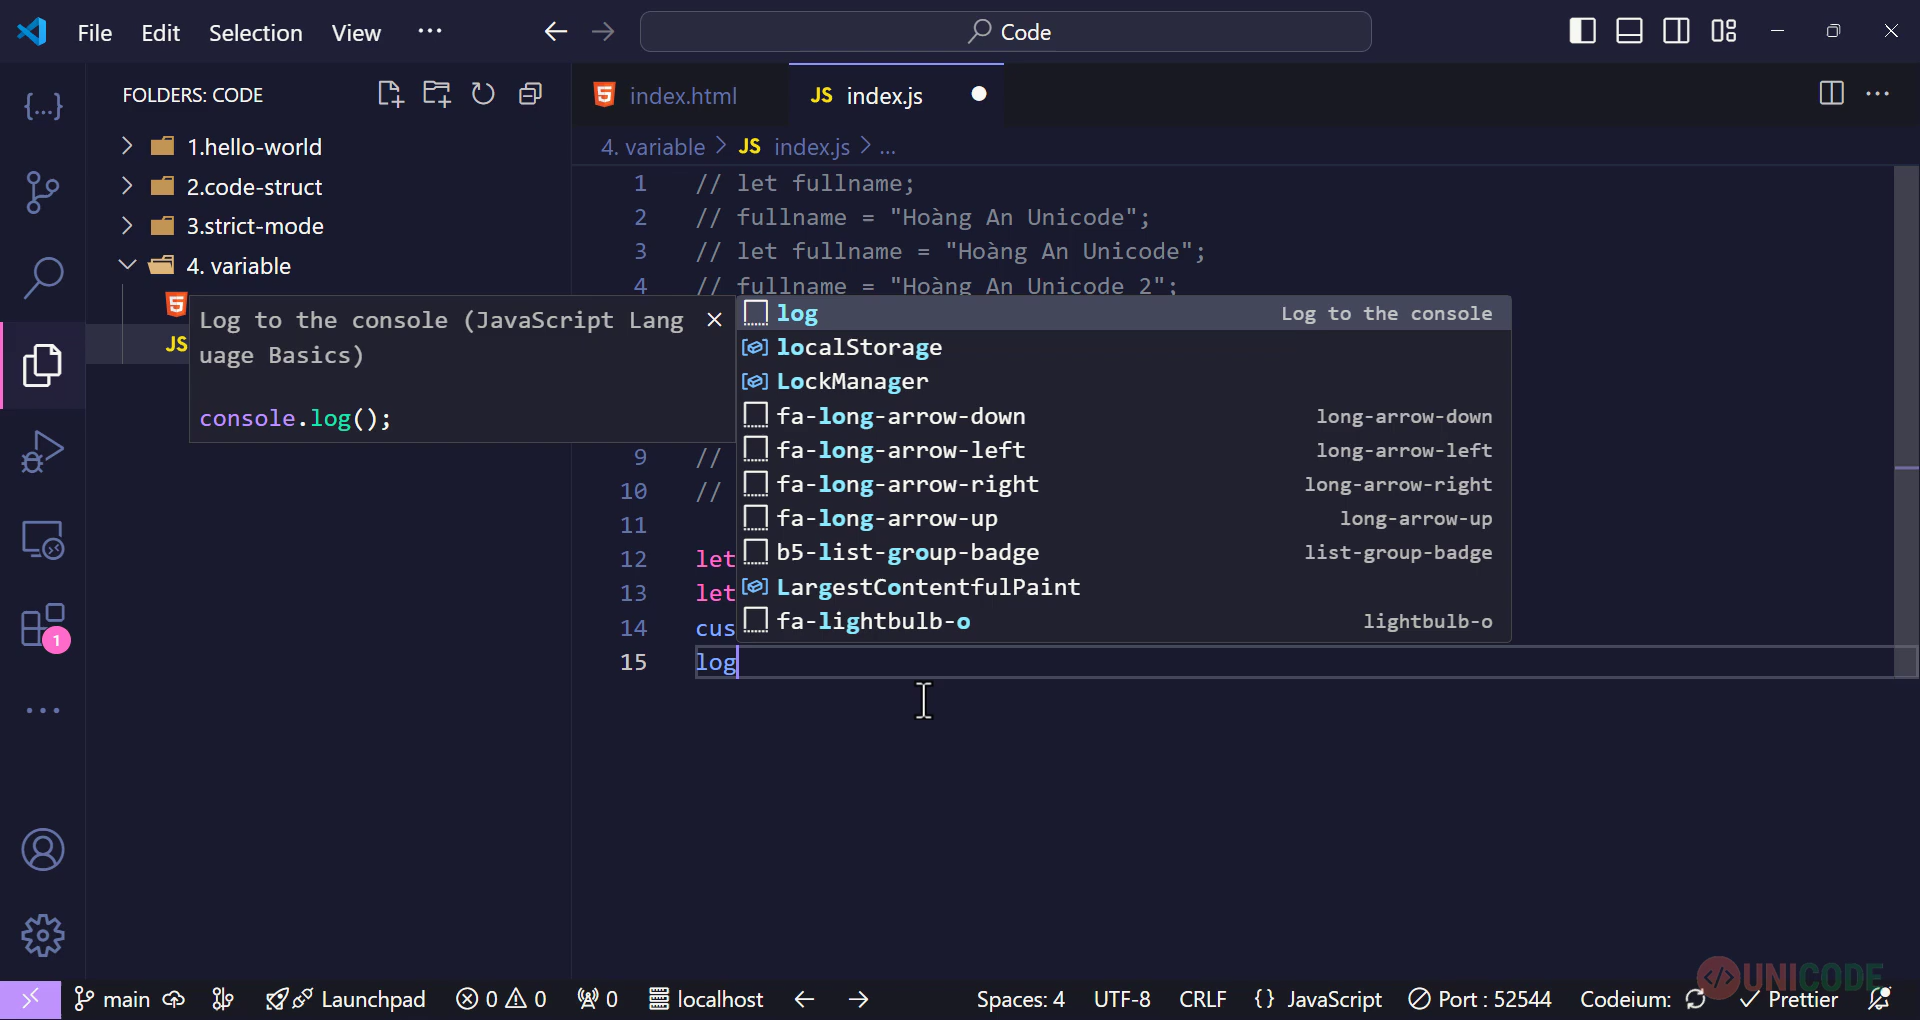 File Edit Selection View ···
Code
FOLDERS: CODE
1.hello-world
2.code-struct
3.strict-mode
4. variable
JS
index.html
JS index.js
4. variable > JS index.js > ...
1 // let fullname;
2 // fullname = "Hoàng An Unicode";
3 // let fullname = "Hoàng An Unicode";
4 // fullname = "Hoàng An Unicode 2";
Log to the console (JavaScript Lang
uage Basics)
console.log();
log Log to the console
localStorage
LockManager
fa-long-arrow-down long-arrow-down
fa-long-arrow-left long-arrow-left
fa-long-arrow-right long-arrow-right
fa-long-arrow-up long-arrow-up
b5-list-group-badge list-group-badge
LargestContentfulPaint
fa-lightbulb-o lightbulb-o
9 //
10 //
11
12 let
13 let
14 cus
15 log
1
main
Launchpad
0 0
0
localhost
Spaces: 4
UTF-8
CRLF
{} JavaScript
Port : 52544
Codeium:
Prettier
</> UNICODE